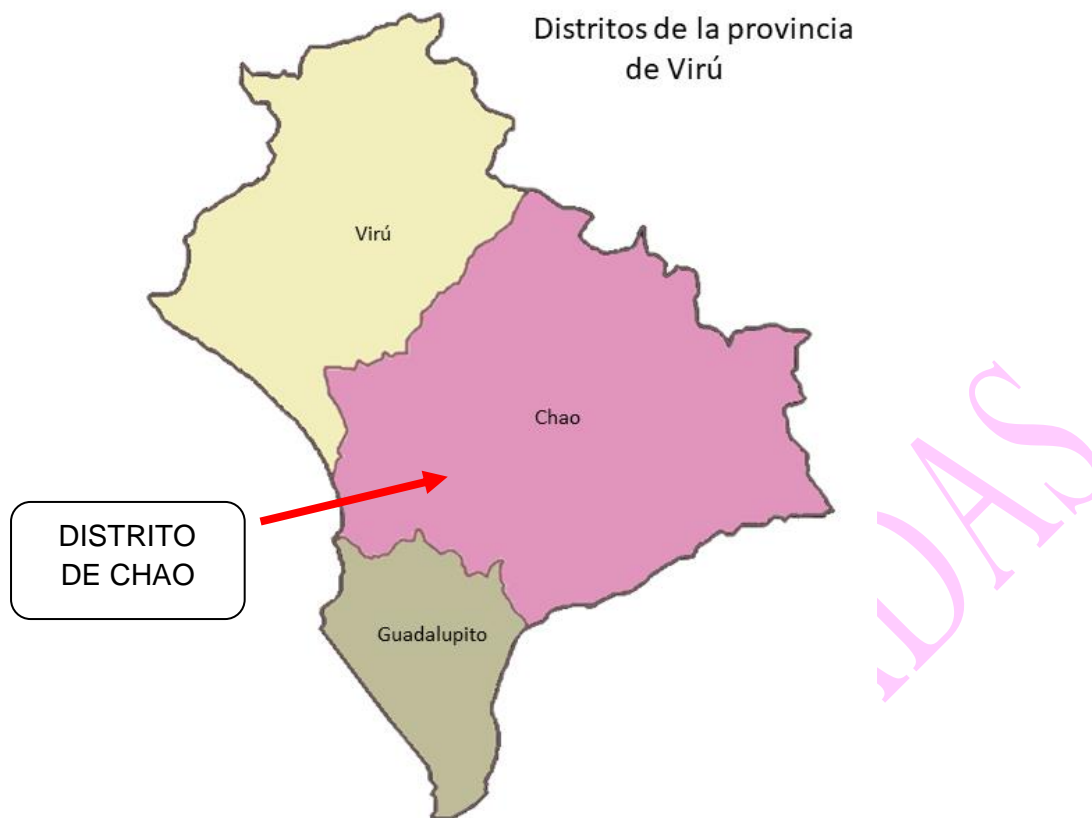 Distritos de la provincia
de Virú
Virú
Chao
DISTRITO
DE CHAO
Guadalupito